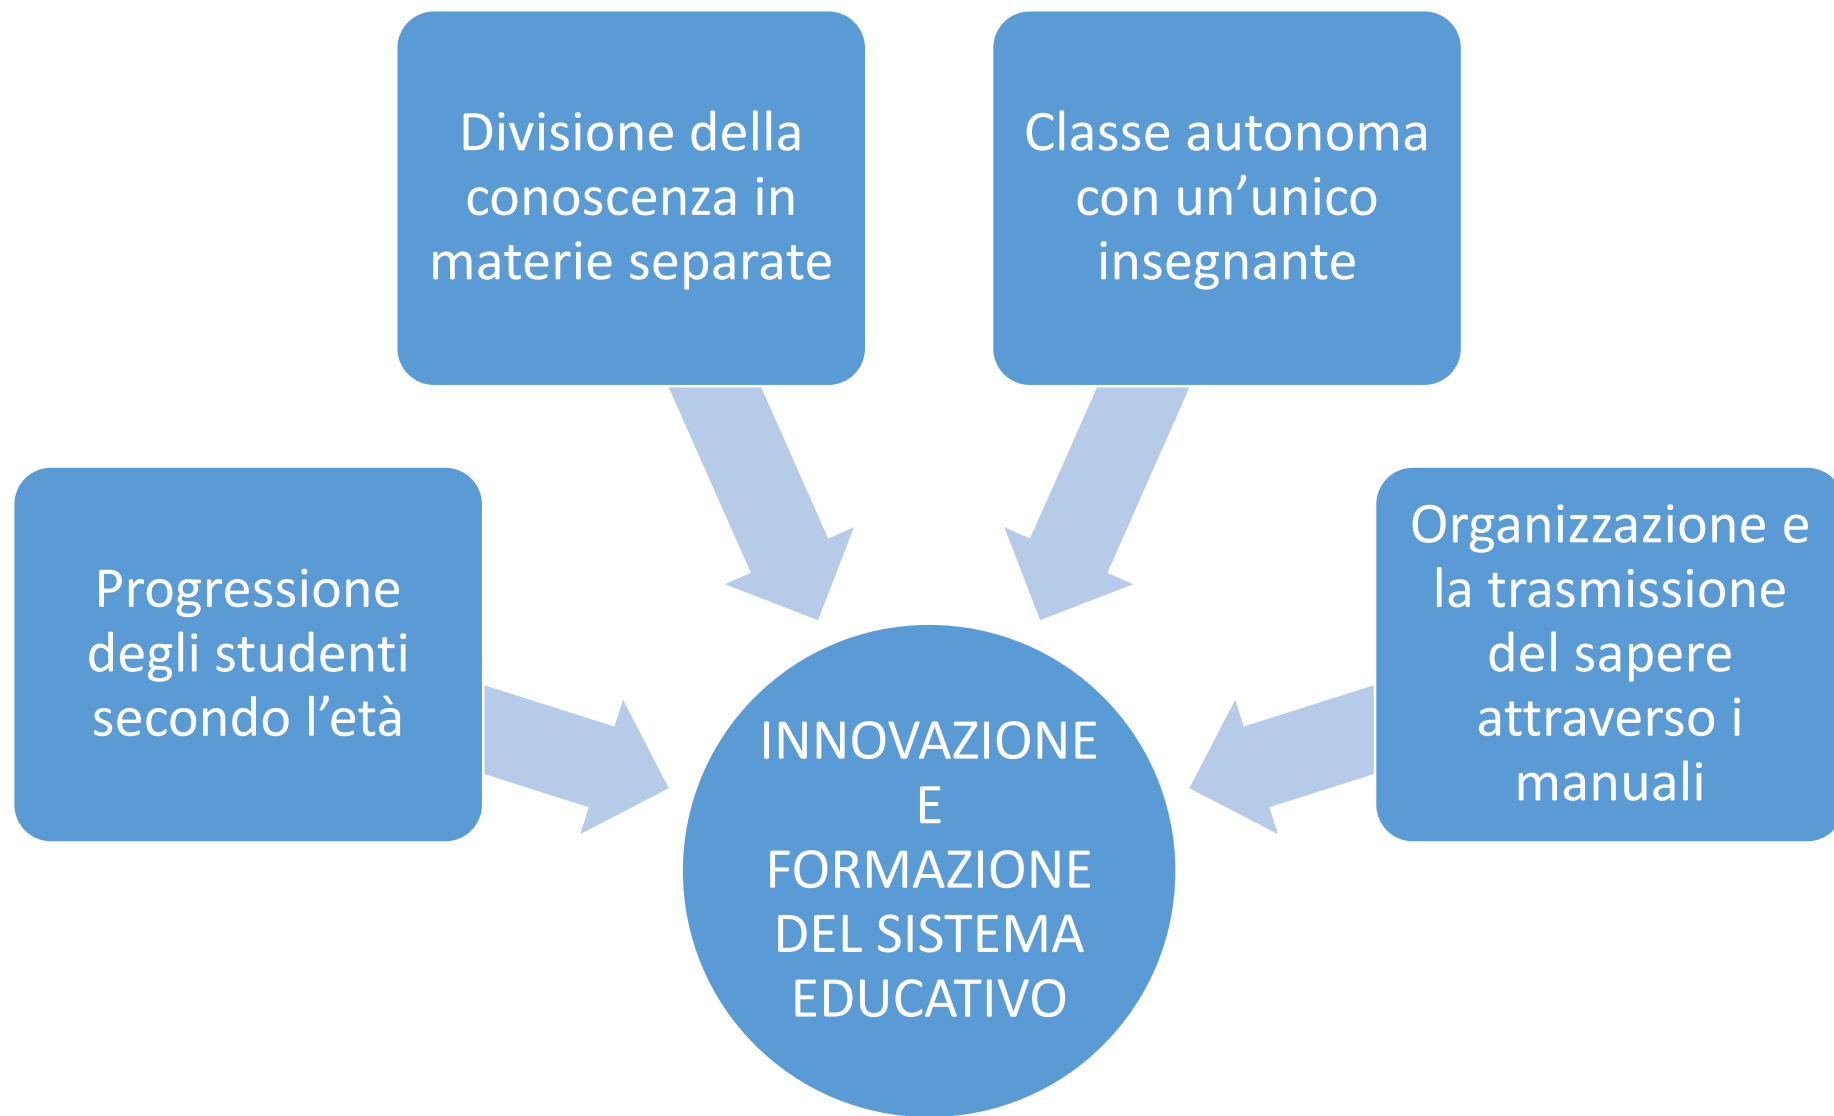 Divisione della
conoscenza in
materie separate
Classe autonoma
con un’unico
insegnante
Progressione
degli studenti
secondo l’età
Organizzazione e
la trasmissione
del sapere
attraverso i
manuali
INNOVAZIONE
E
FORMAZIONE
DEL SISTEMA
EDUCATIVO